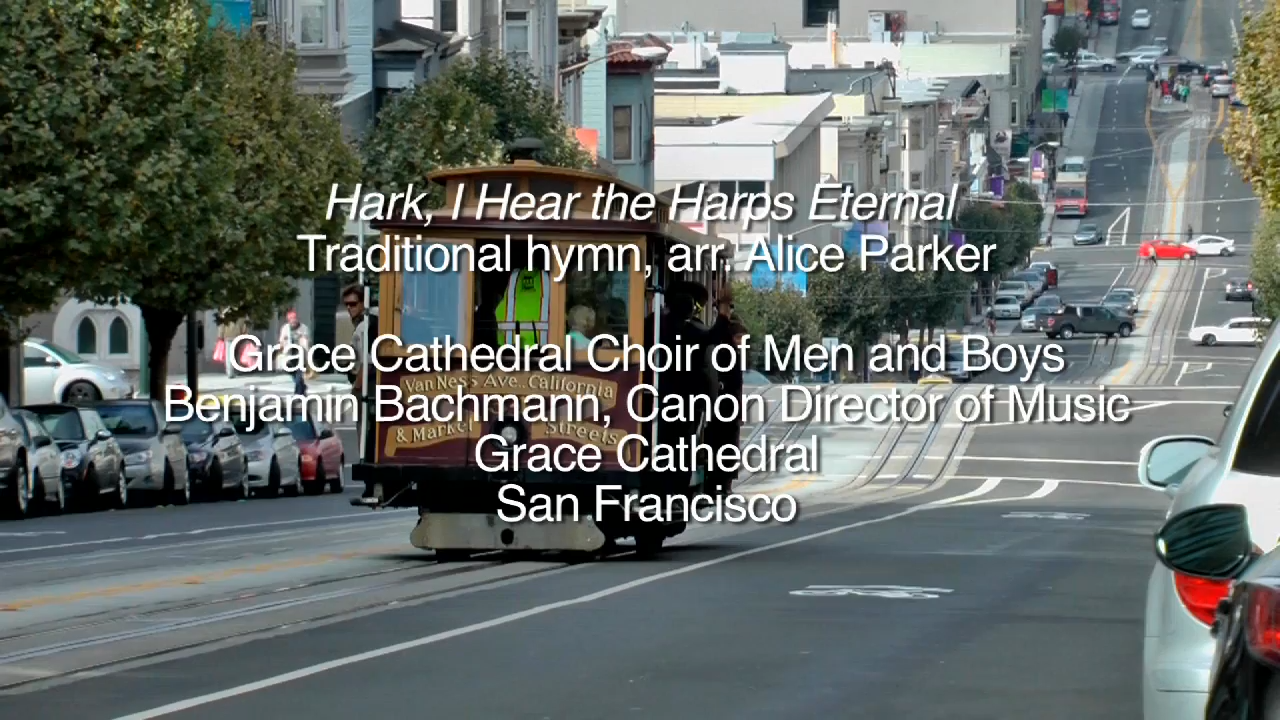 Hark, I Hear the Harps Eternal
Traditional hymn, arr. Alice Parker
Grace Cathedral Choir of Men and Boys
Van Ness Ave., California
Benjamin Bachmann, Canon Director of Music
& Market Streets
Grace Cathedral
San Francisco